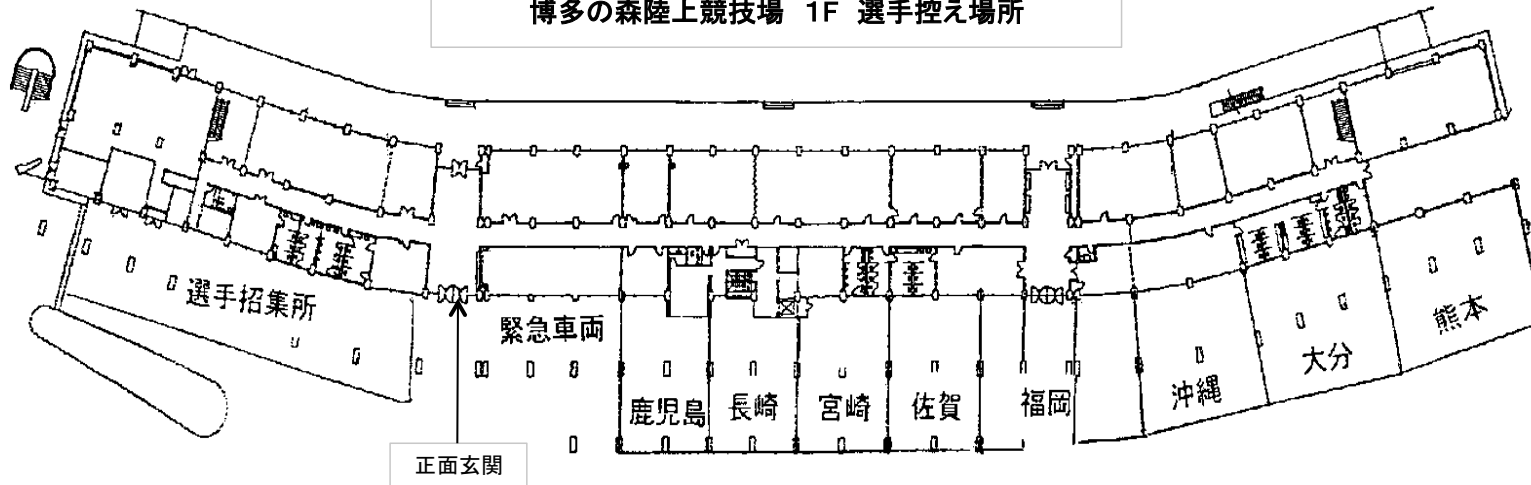 博多の森陸上競技場 1F 選手控え場所
選手招集所
緊急車両
鹿児島
長崎
宮崎
佐賀
福岡
沖縄
大分
熊本
正面玄関